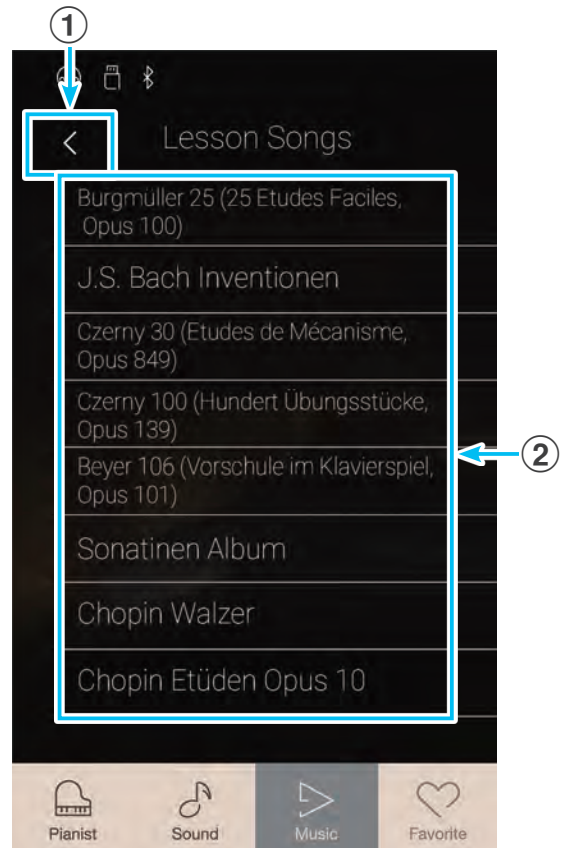 ①
Lesson Songs
Burgmüller 25 (25 Etudes Faciles,
Opus 100)
J.S. Bach Inventionen
Czerny 30 (Etudes de Mécanisme,
Opus 849)
Czerny 100 (Hundert Übungsstücke,
Opus 139)
②
Beyer 106 (Vorschule im Klavierspiel,
Opus 101)
Sonatinen Album
Chopin Walzer
Chopin Etüden Opus 10
Pianist Sound Music Favorite